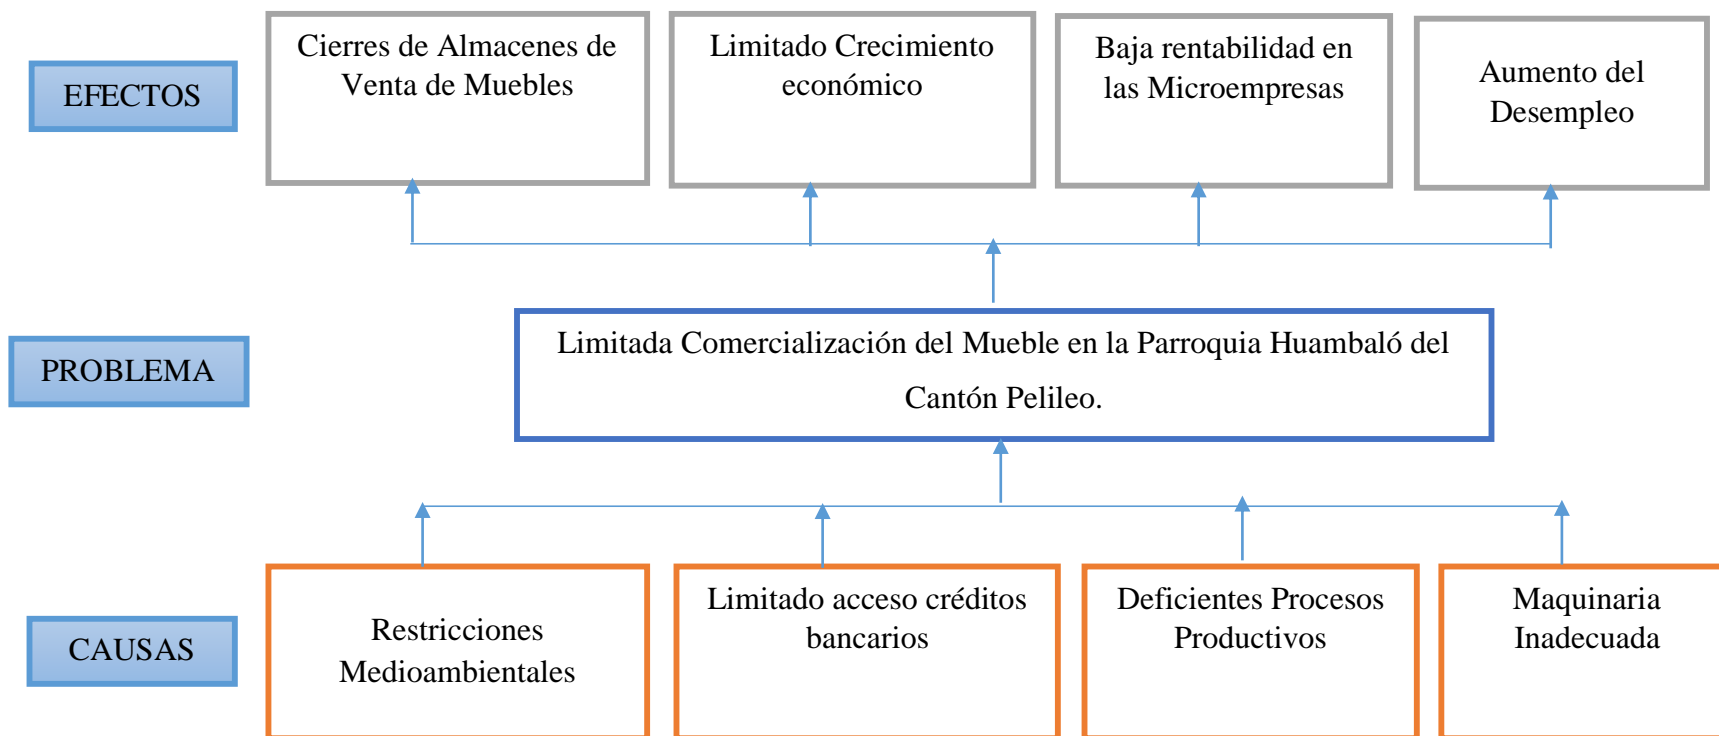 EFECTOS
Cierres de Almacenes de
Venta de Muebles
Limitado Crecimiento
económico
Baja rentabilidad en
las Microempresas
Aumento del
Desempleo
PROBLEMA
Limitada Comercialización del Mueble en la Parroquia Huambaló del
Cantón Pelileo.
CAUSAS
Restricciones
Medioambientales
Limitado acceso créditos
bancarios
Deficientes Procesos
Productivos
Maquinaria
Inadecuada